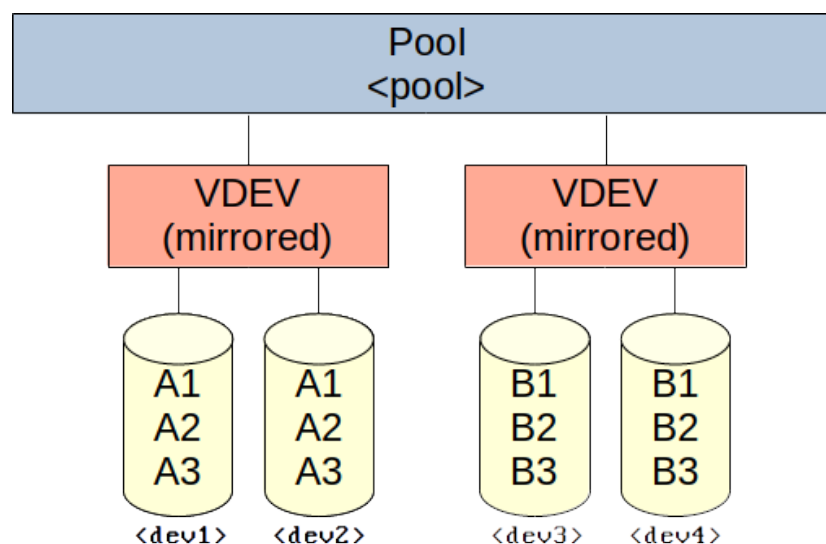 Pool
<pool>
VDEV
(mirrored)
VDEV
(mirrored)
A1
A2
A3
A1
A2
A3
B1
B2
B3
B1
B2
B3
<dev1>
<dev2>
<dev3>
<dev4>